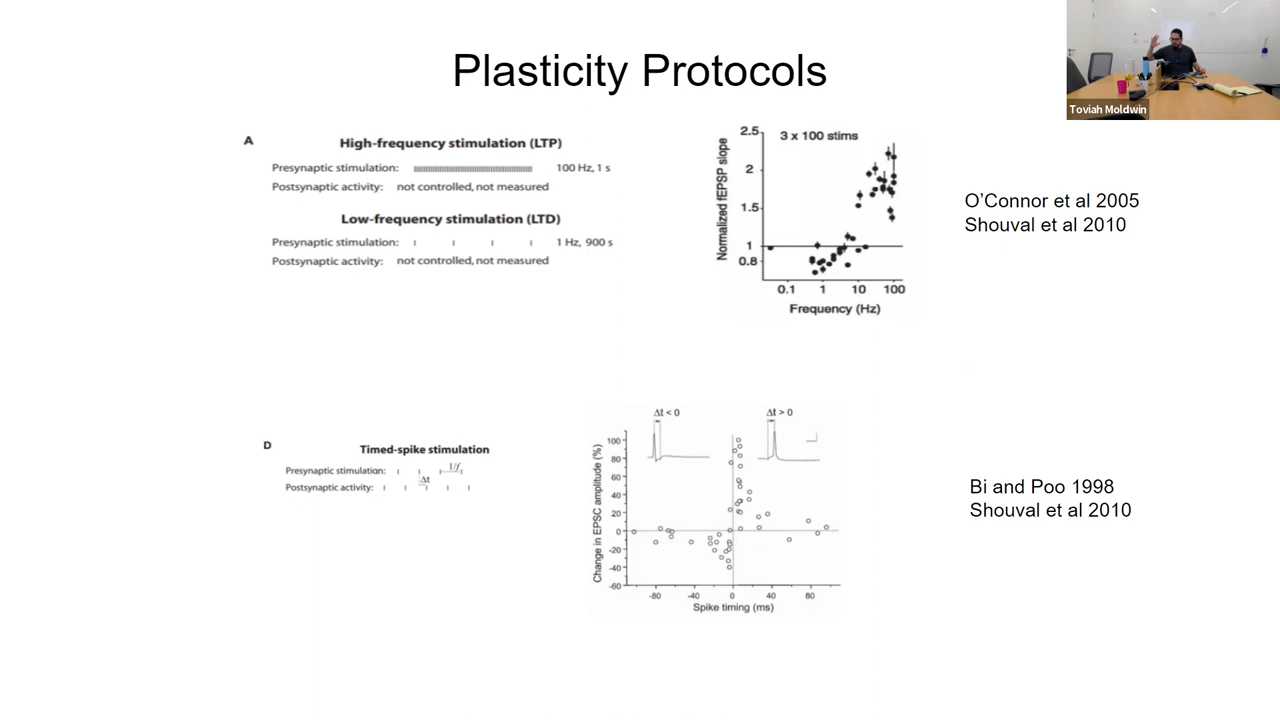 Plasticity Protocols
Toviah Moldwin
A
High-frequency stimulation (LTP)
Presynaptic stimulation: 100 Hz, 1 s
Postsynaptic activity: not controlled, not measured
Low-frequency stimulation (LTD)
Presynaptic stimulation: 1 Hz, 900 s
Postsynaptic activity: not controlled, not measured
3 x 100 stims
Normalized fEPSP slope
2.5
2
1.5
1
0.8
0.1 1 10 100
Frequency (Hz)
O'Connor et al 2005
Shouval et al 2010
D
Timed-spike stimulation
Presynaptic stimulation: 1/f
Δt
Postsynaptic activity:
Δt < 0 Δt > 0
Change in EPSC amplitude (%)
100
80
60
40
20
0
-20
-40
-60
-80 -40 0 40 80
Spike timing (ms)
Bi and Poo 1998
Shouval et al 2010